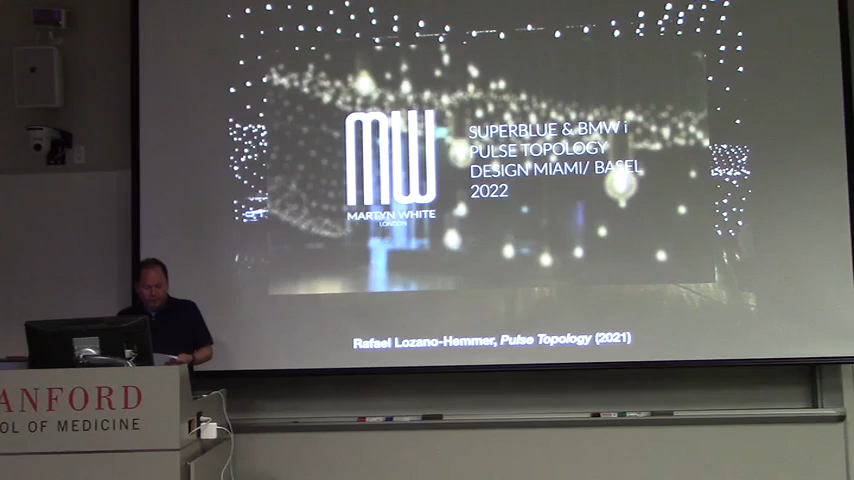 MW
MARTYN WHITE
LONDON
SUPERBLUE & BMW i
PULSE TOPOLOGY
DESIGN MIAMI/ BASEL
2022
Rafael Lozano-Hemmer, Pulse Topology (2021)
ANFORD
OL OF MEDICINE